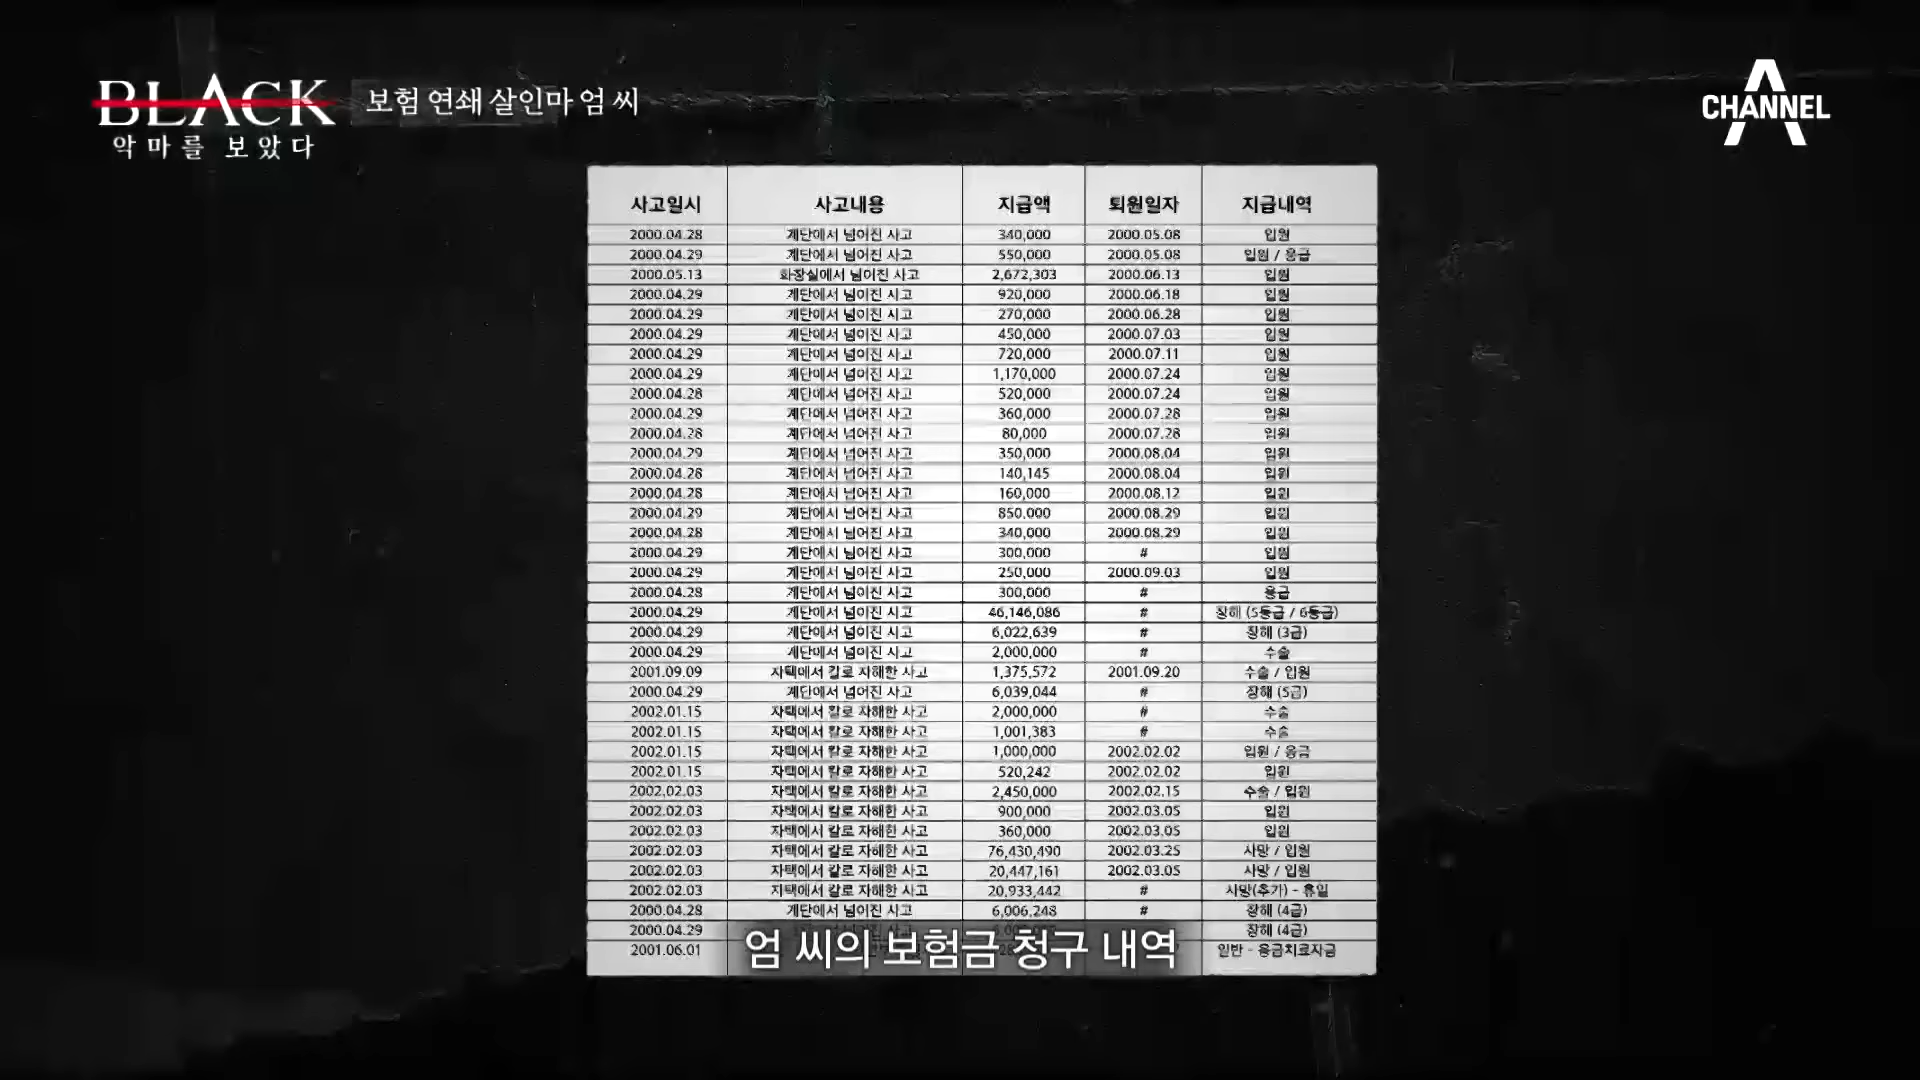 BLACK
악마를 보았다
보험 연쇄 살인마 엄 씨
CHANNEL A
사고일시 사고내용 지급액 퇴원일자 지급내역
2000.04.28 계단에서 넘어진 사고 340,000 2000.05.08 입원
2000.04.29 계단에서 넘어진 사고 550,000 2000.05.08 입원 / 응급
2000.05.13 화장실에서 넘어진 사고 2,672,303 2000.06.13 입원
2000.04.29 계단에서 넘어진 사고 920,000 2000.06.18 입원
2000.04.29 계단에서 넘어진 사고 270,000 2000.06.28 입원
2000.04.29 계단에서 넘어진 사고 450,000 2000.07.03 입원
2000.04.29 계단에서 넘어진 사고 720,000 2000.07.11 입원
2000.04.29 계단에서 넘어진 사고 1,170,000 2000.07.24 입원
2000.04.28 계단에서 넘어진 사고 520,000 2000.07.24 입원
2000.04.29 계단에서 넘어진 사고 360,000 2000.07.28 입원
2000.04.28 계단에서 넘어진 사고 80,000 2000.07.28 입원
2000.04.29 계단에서 넘어진 사고 350,000 2000.08.04 입원
2000.04.28 계단에서 넘어진 사고 140,145 2000.08.04 입원
2000.04.28 계단에서 넘어진 사고 160,000 2000.08.12 입원
2000.04.29 계단에서 넘어진 사고 850,000 2000.08.29 입원
2000.04.28 계단에서 넘어진 사고 340,000 2000.08.29 입원
2000.04.29 계단에서 넘어진 사고 300,000 # 입원
2000.04.29 계단에서 넘어진 사고 250,000 2000.09.03 입원
2000.04.28 계단에서 넘어진 사고 300,000 # 응급
2000.04.29 계단에서 넘어진 사고 46,146,086 # 장해 (5등급 / 6등급)
2000.04.29 계단에서 넘어진 사고 6,022,639 # 장해 (3급)
2000.04.29 계단에서 넘어진 사고 2,000,000 # 수술
2001.09.09 자택에서 칼로 자해한 사고 1,375,572 2001.09.20 수술 / 입원
2000.04.29 계단에서 넘어진 사고 6,039,044 # 장해 (5급)
2002.01.15 자택에서 칼로 자해한 사고 2,000,000 # 수술
2002.01.15 자택에서 칼로 자해한 사고 1,001,383 # 수술
2002.01.15 자택에서 칼로 자해한 사고 1,000,000 2002.02.02 입원 / 응급
2002.01.15 자택에서 칼로 자해한 사고 520,242 2002.02.02 입원
2002.02.03 자택에서 칼로 자해한 사고 2,450,000 2002.02.15 수술 / 입원
2002.02.03 자택에서 칼로 자해한 사고 900,000 2002.03.05 입원
2002.02.03 자택에서 칼로 자해한 사고 360,000 2002.03.05 입원
2002.02.03 자택에서 칼로 자해한 사고 76,430,490 2002.03.25 사망 / 입원
2002.02.03 자택에서 칼로 자해한 사고 20,447,161 2002.03.05 사망 / 입원
2002.02.03 자택에서 칼로 자해한 사고 20,933,442 # 사망(추가) - 휴일
2000.04.28 계단에서 넘어진 사고 6,006,248 # 장해 (4급)
2000.04.29 장해 (4급)
2001.06.01 일반 - 응급치료자금
엄 씨의 보험금 청구 내역